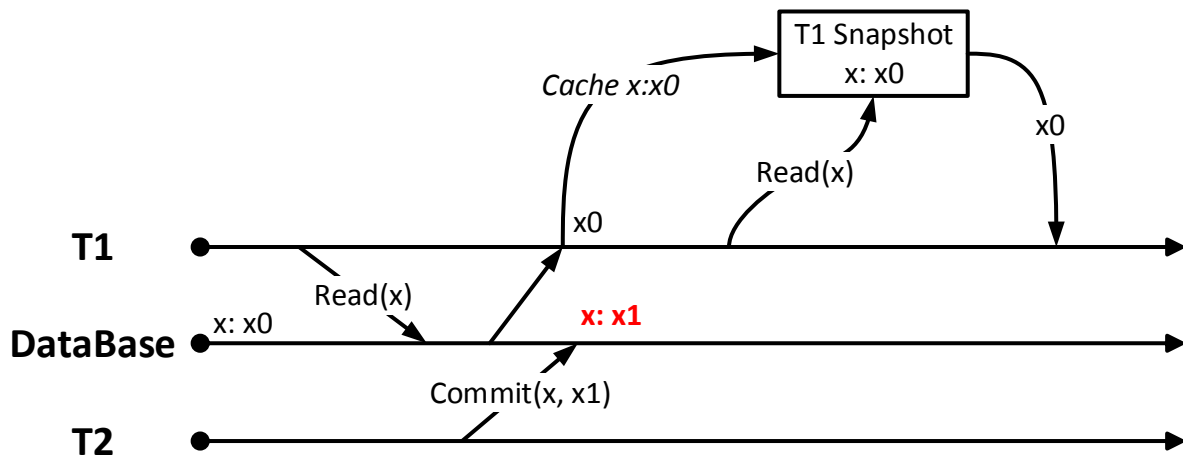 T1 Snapshot
x: x0
Cache x:x0
x0
Read(x)
x0
T1
Read(x)
x: x0
x: x1
DataBase
Commit(x, x1)
T2